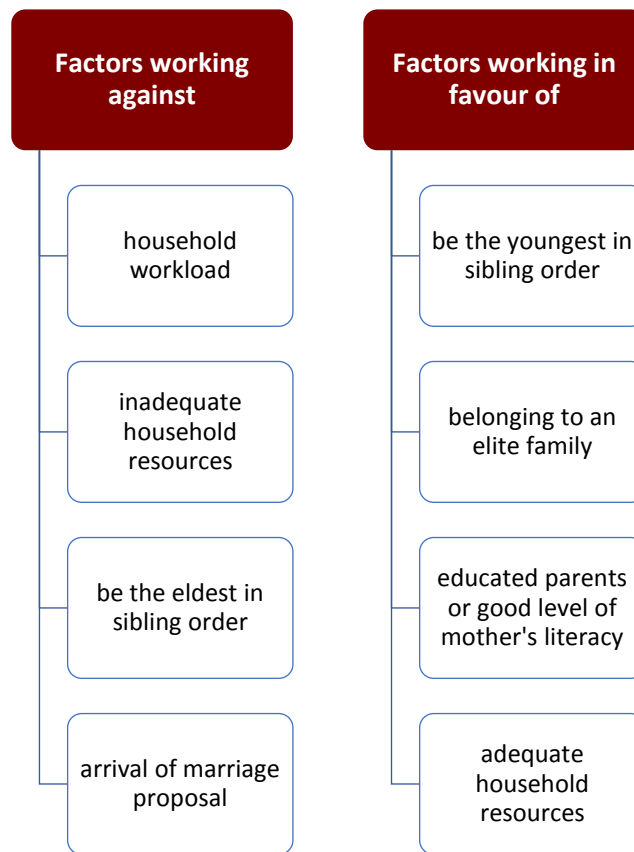 Factors working
against
household
workload
inadequate
household
resources
be the eldest in
sibling order
arrival of marriage
proposal
Factors working in
favour of
be the youngest in
sibling order
belonging to an
elite family
educated parents
or good level of
mother's literacy
adequate
household
resources